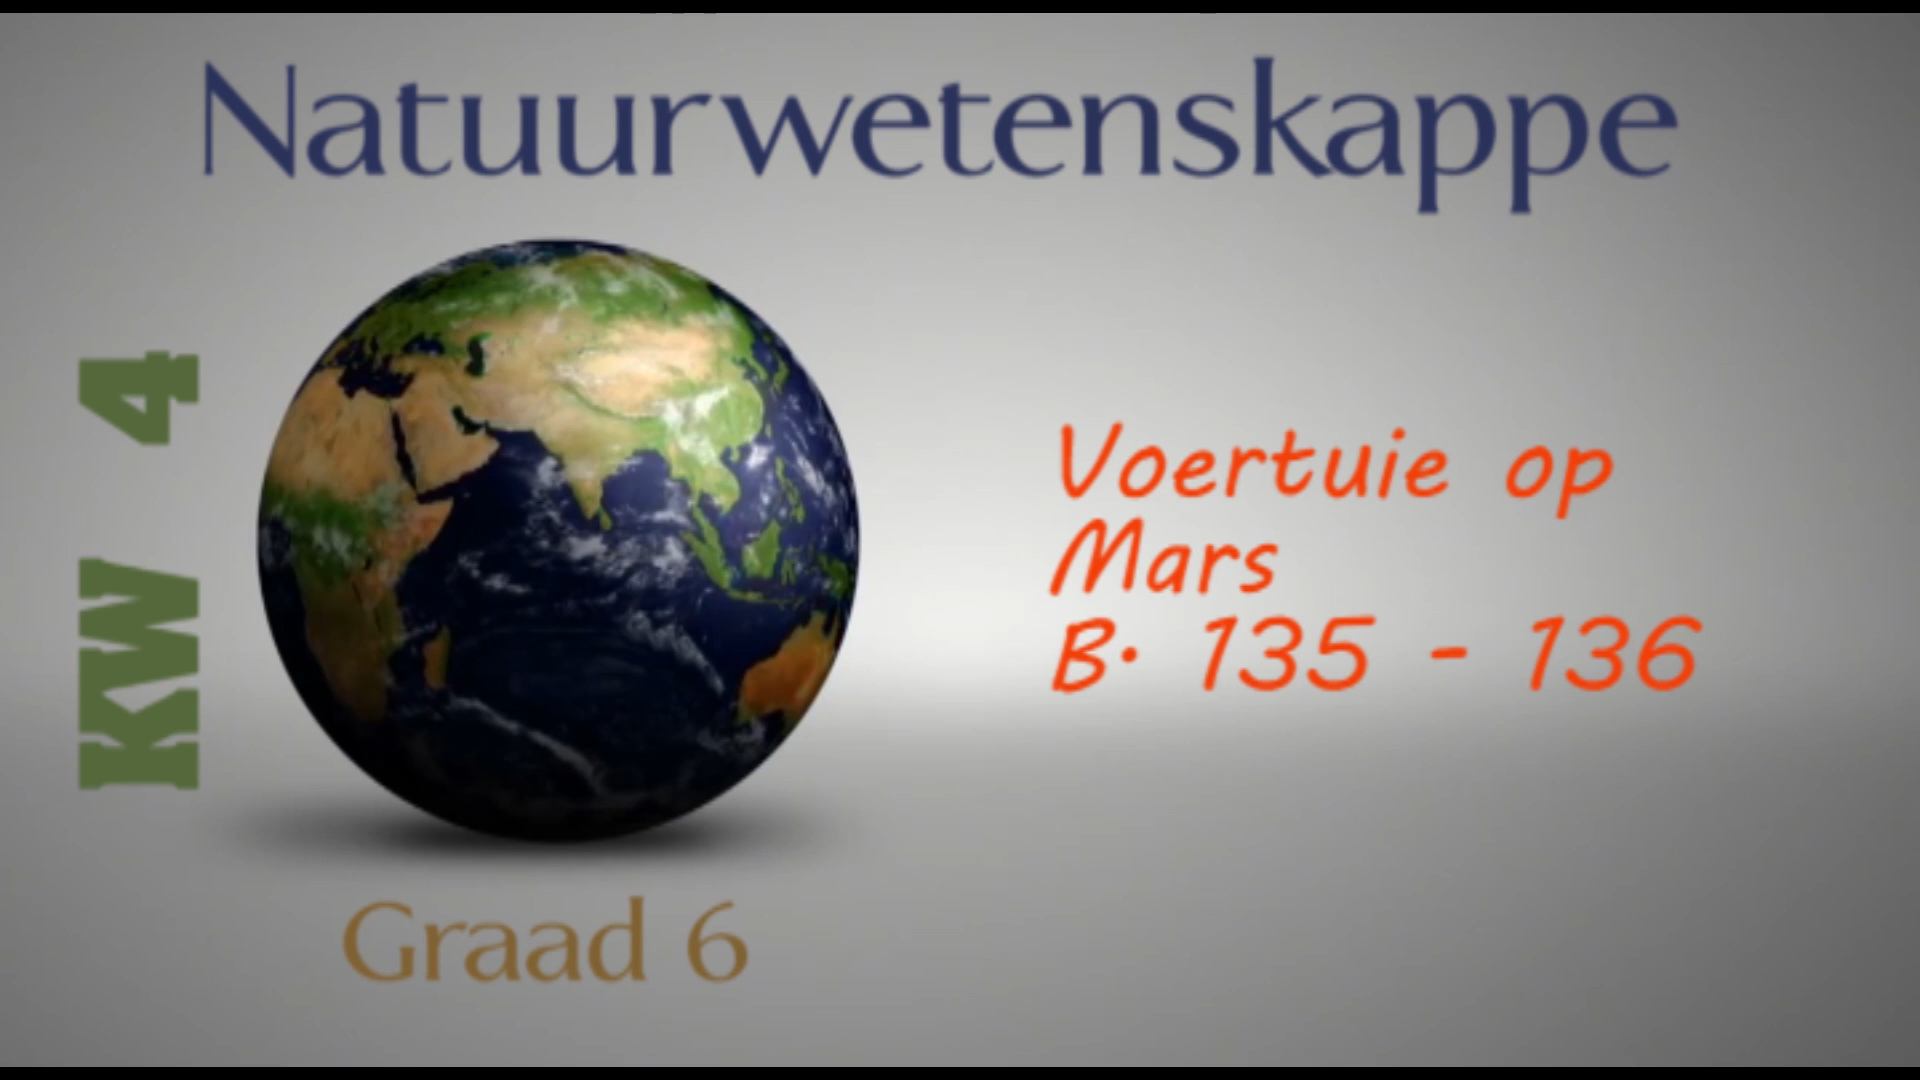 Natuurwetenskappe
KW 4
Voertuie op
Mars
B. 135 - 136
Graad 6